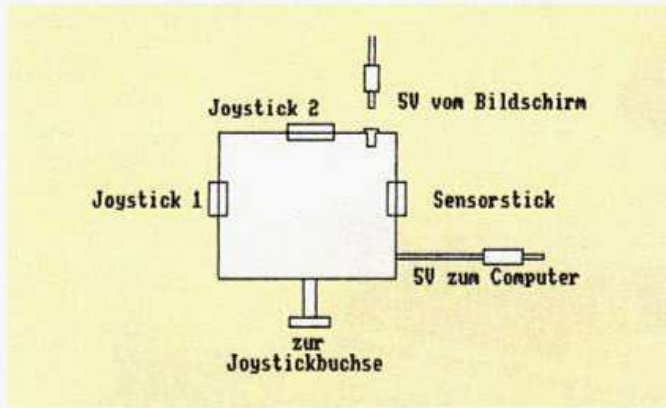 5V vom Bildschirm
Joystick 2
Joystick 1
Sensorstick
5V zum Computer
zur
Joystickbuchse